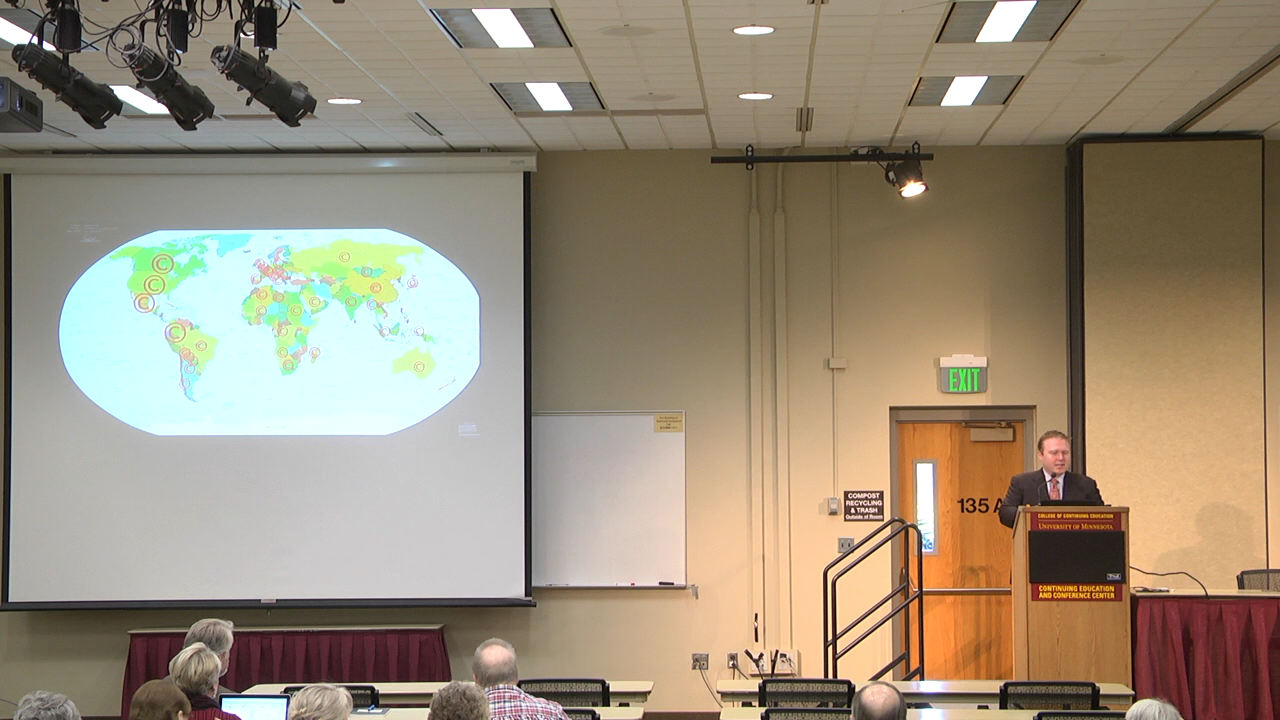 EXIT
COMPOST
RECYCLING
& TRASH
Outside of Room
135 A
COLLEGE OF CONTINUING EDUCATION
UNIVERSITY OF MINNESOTA
CONTINUING EDUCATION
AND CONFERENCE CENTER